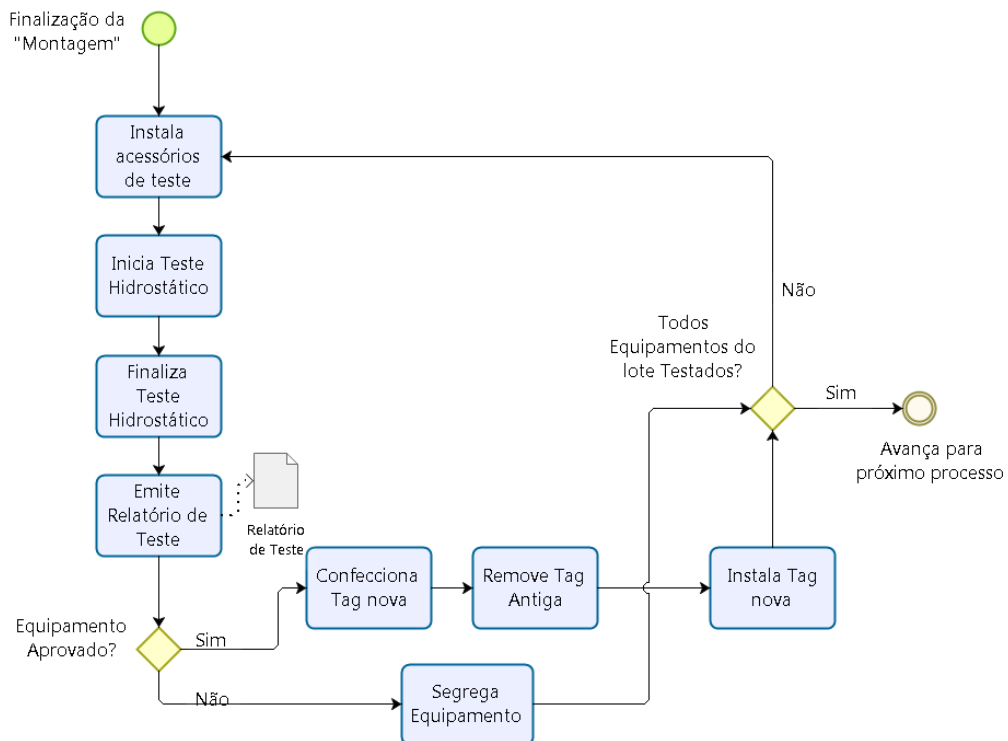 Finalização da
"Montagem"
Instala
acessórios
de teste
Inicia Teste
Hidrostático
Não
Todos
Equipamentos do
lote Testados?
Finaliza
Teste
Hidrostático
Sim
Avança para
próximo processo
Emite
Relatório de
Teste
Relatório
de Teste
Confecciona
Tag nova
Remove Tag
Antiga
Instala Tag
nova
Equipamento
Aprovado?
Sim
Não
Segrega
Equipamento